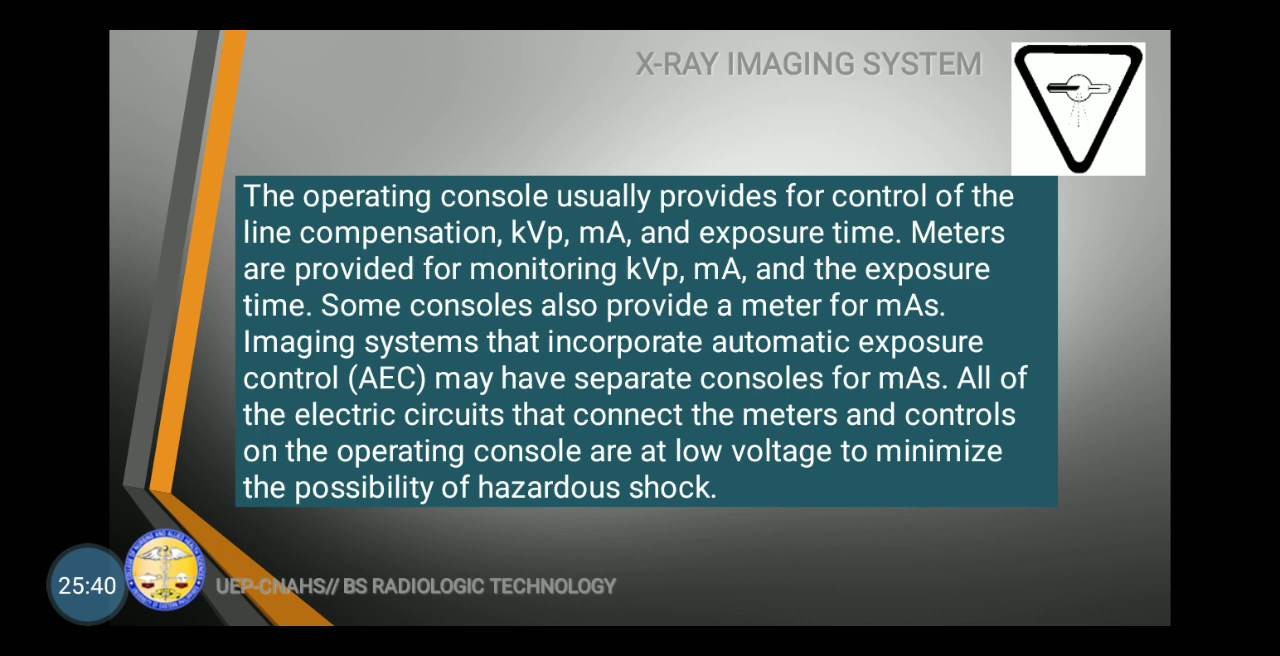 X-RAY IMAGING SYSTEM
The operating console usually provides for control of the
line compensation, kVp, mA, and exposure time. Meters
are provided for monitoring kVp, mA, and the exposure
time. Some consoles also provide a meter for mAs.
Imaging systems that incorporate automatic exposure
control (AEC) may have separate consoles for mAs. All of
the electric circuits that connect the meters and controls
on the operating console are at low voltage to minimize
the possibility of hazardous shock.
25:40
UEP-CNAHS// BS RADIOLOGIC TECHNOLOGY